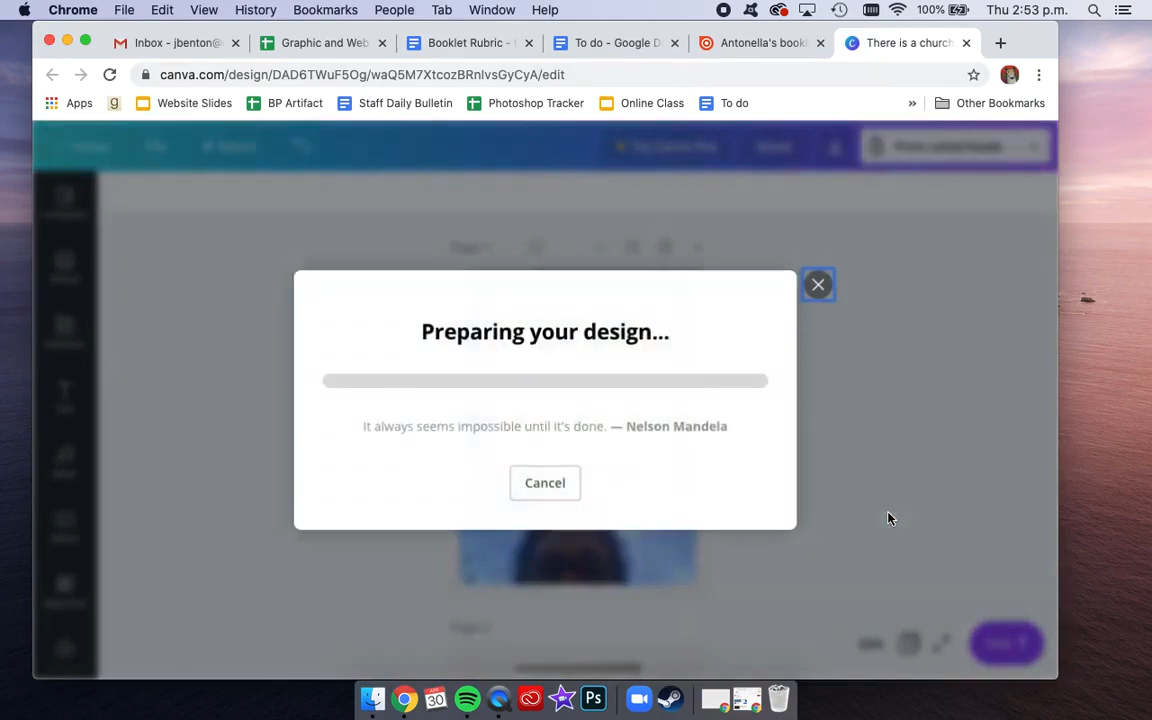 Chrome File Edit View History Bookmarks People Tab Window Help 100% Thu 2:53 p.m.
Inbox - jbenton@ Graphic and Web Booklet Rubric - To do - Google D Antonella's book There is a church
canva.com/design/DAD6TWuF5Og/waQ5M7XtcozBRnlvsGyCyA/edit
Apps Website Slides BP Artifact Staff Daily Bulletin Photoshop Tracker Online Class To do » Other Bookmarks
Preparing your design...
It always seems impossible until it's done. — Nelson Mandela
Cancel
30
Ps